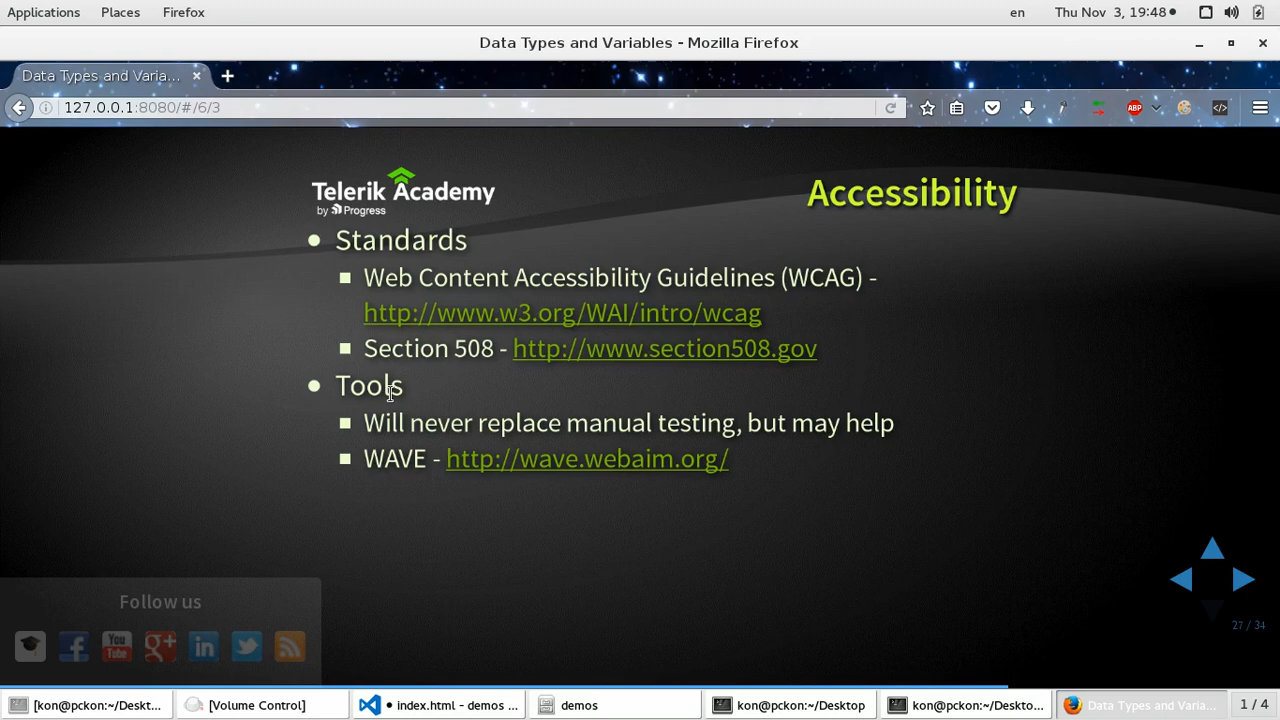 Applications Places Firefox en Thu Nov 3, 19:48
Data Types and Variables - Mozilla Firefox
Data Types and Varia...
127.0.0.1:8080/#/6/3
ABP
Telerik Academy
by Progress
Accessibility
Standards
Web Content Accessibility Guidelines (WCAG) -
http://www.w3.org/WAI/intro/wcag
Section 508 - http://www.section508.gov
Tools
Will never replace manual testing, but may help
WAVE - http://wave.webaim.org/
Follow us
You
Tube
27 / 34
[kon@pckon:~/Deskt... [Volume Control] • index.html - demos ... demos kon@pckon:~/Desktop kon@pckon:~/Deskto... Data Types and Varia... 1 / 4